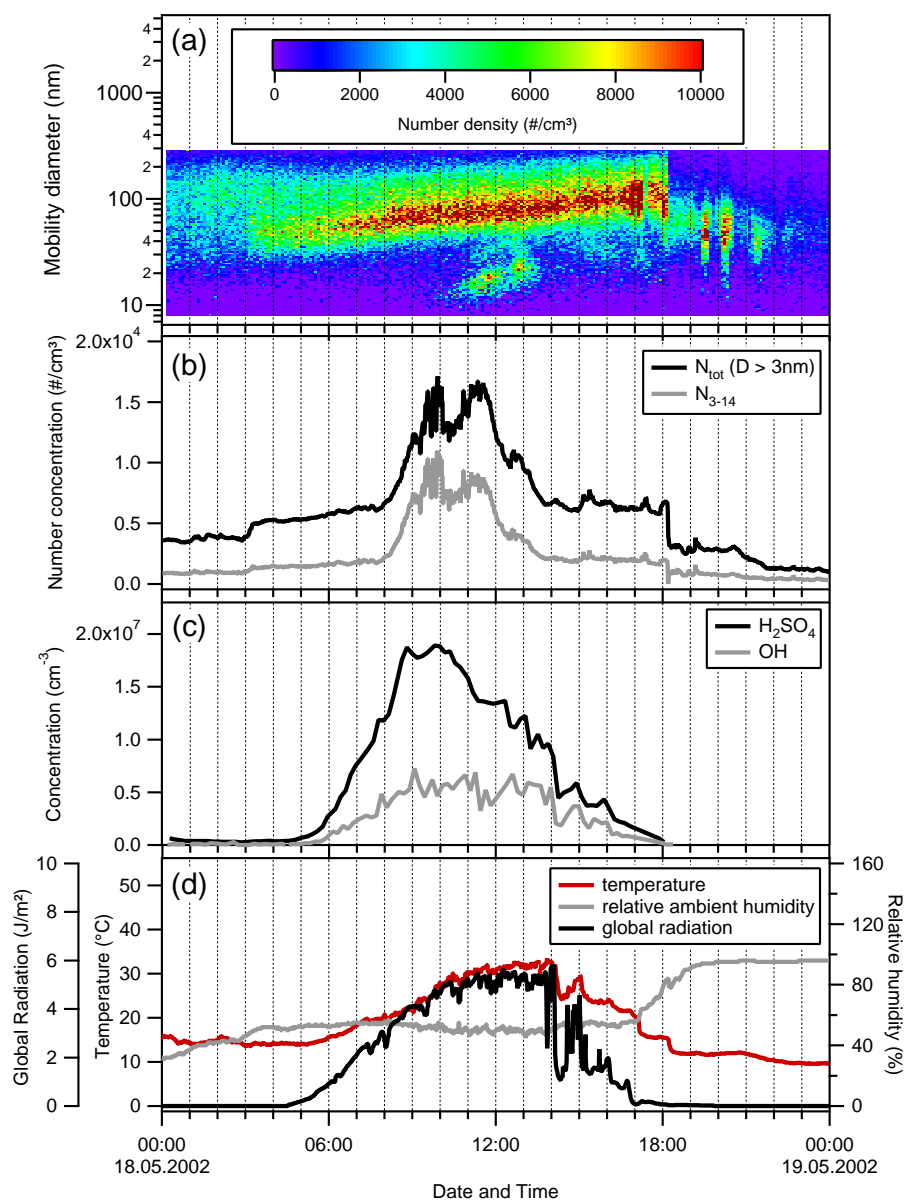 (a)
4
2
1000
4
2
100
4
2
10
Mobility diameter (nm)
0 2000 4000 6000 8000 10000
Number density (#/cm³)
(b)
2.0x10⁴
1.5
1.0
0.5
0.0
Number concentration (#/cm³)
N_tot (D > 3nm)
N_3-14
(c)
2.0x10⁷
1.5
1.0
0.5
0.0
Concentration (cm⁻³)
H₂SO₄
OH
(d)
10
8
6
4
2
0
Global Radiation (J/m²)
50
40
30
20
10
0
Temperature (°C)
temperature
relative ambient humidity
global radiation
160
120
80
40
0
Relative humidity (%)
00:00 06:00 12:00 18:00 00:00
18.05.2002 19.05.2002
Date and Time